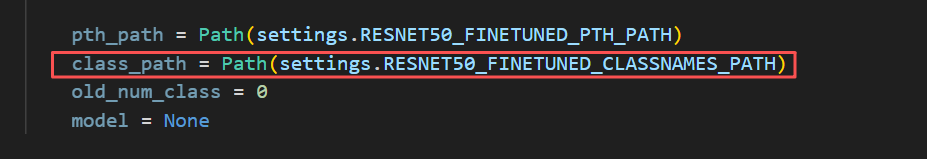 pth_path = Path(settings.RESNET50_FINETUNED_PTH_PATH)
class_path = Path(settings.RESNET50_FINETUNED_CLASSNAMES_PATH)
old_num_class = 0
model = None